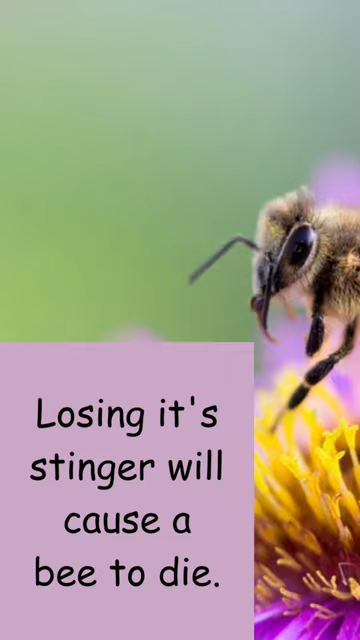 Losing it's
stinger will
cause a
bee to die.